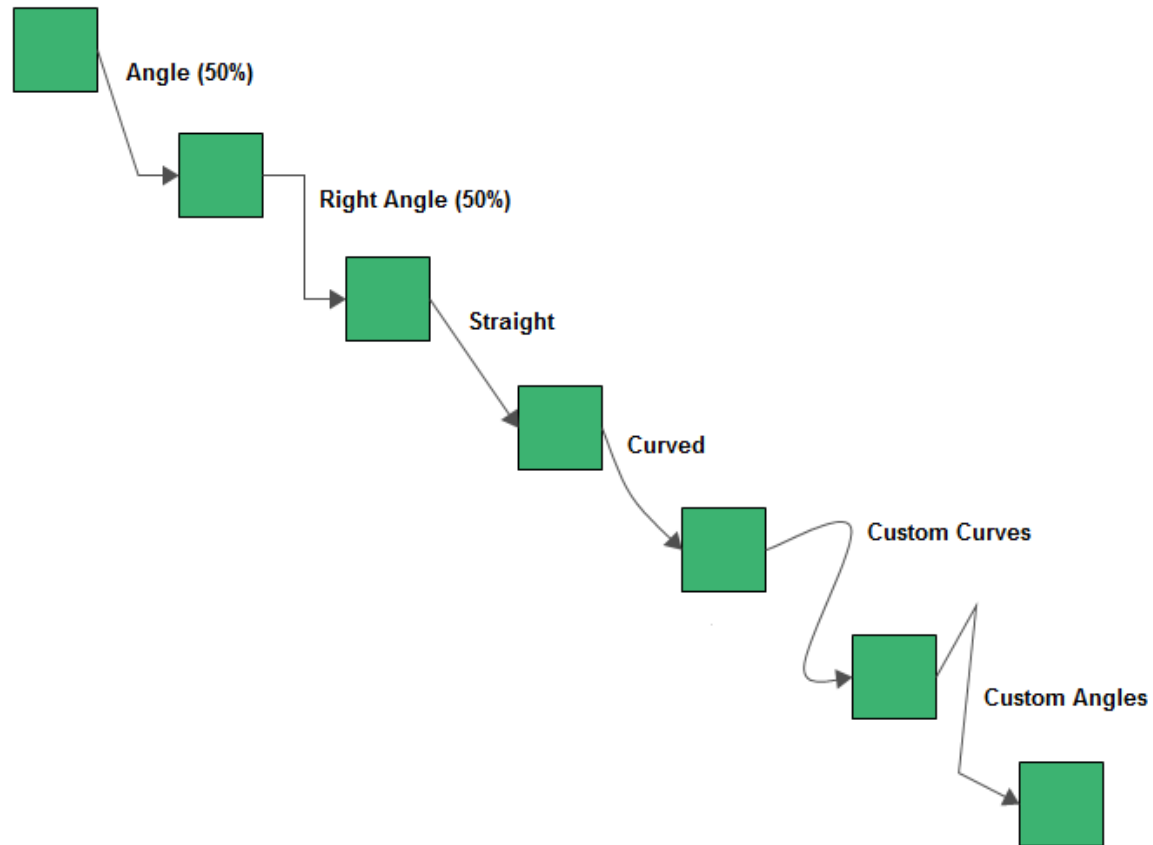 Angle (50%)
Right Angle (50%)
Straight
Curved
Custom Curves
Custom Angles